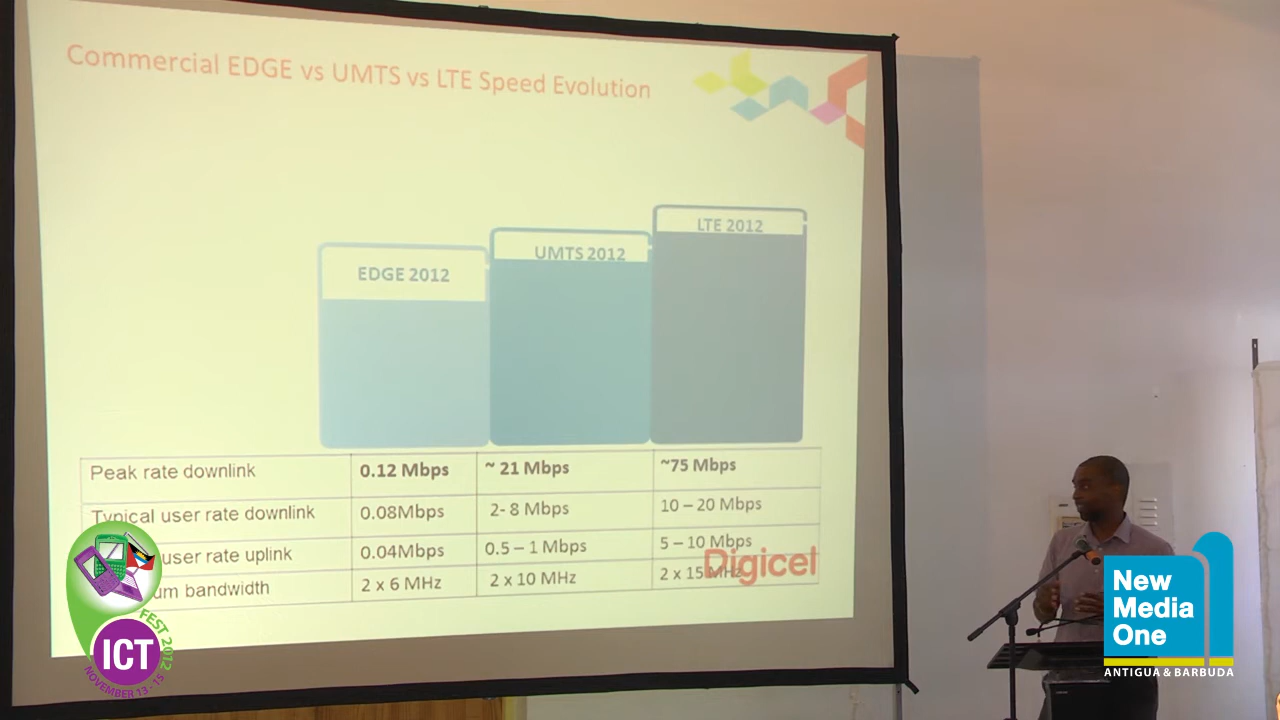 Commercial EDGE vs UMTS vs LTE Speed Evolution
EDGE 2012
UMTS 2012
LTE 2012
Peak rate downlink 0.12 Mbps ~ 21 Mbps ~75 Mbps
Typical user rate downlink 0.08Mbps 2- 8 Mbps 10 – 20 Mbps
user rate uplink 0.04Mbps 0.5 – 1 Mbps 5 – 10 Mbps
bandwidth 2 x 6 MHz 2 x 10 MHz 2 x 15 MHz
Digicel
ICT
FEST 2012
NOVEMBER 13 - 15
New
Media
One
ANTIGUA & BARBUDA